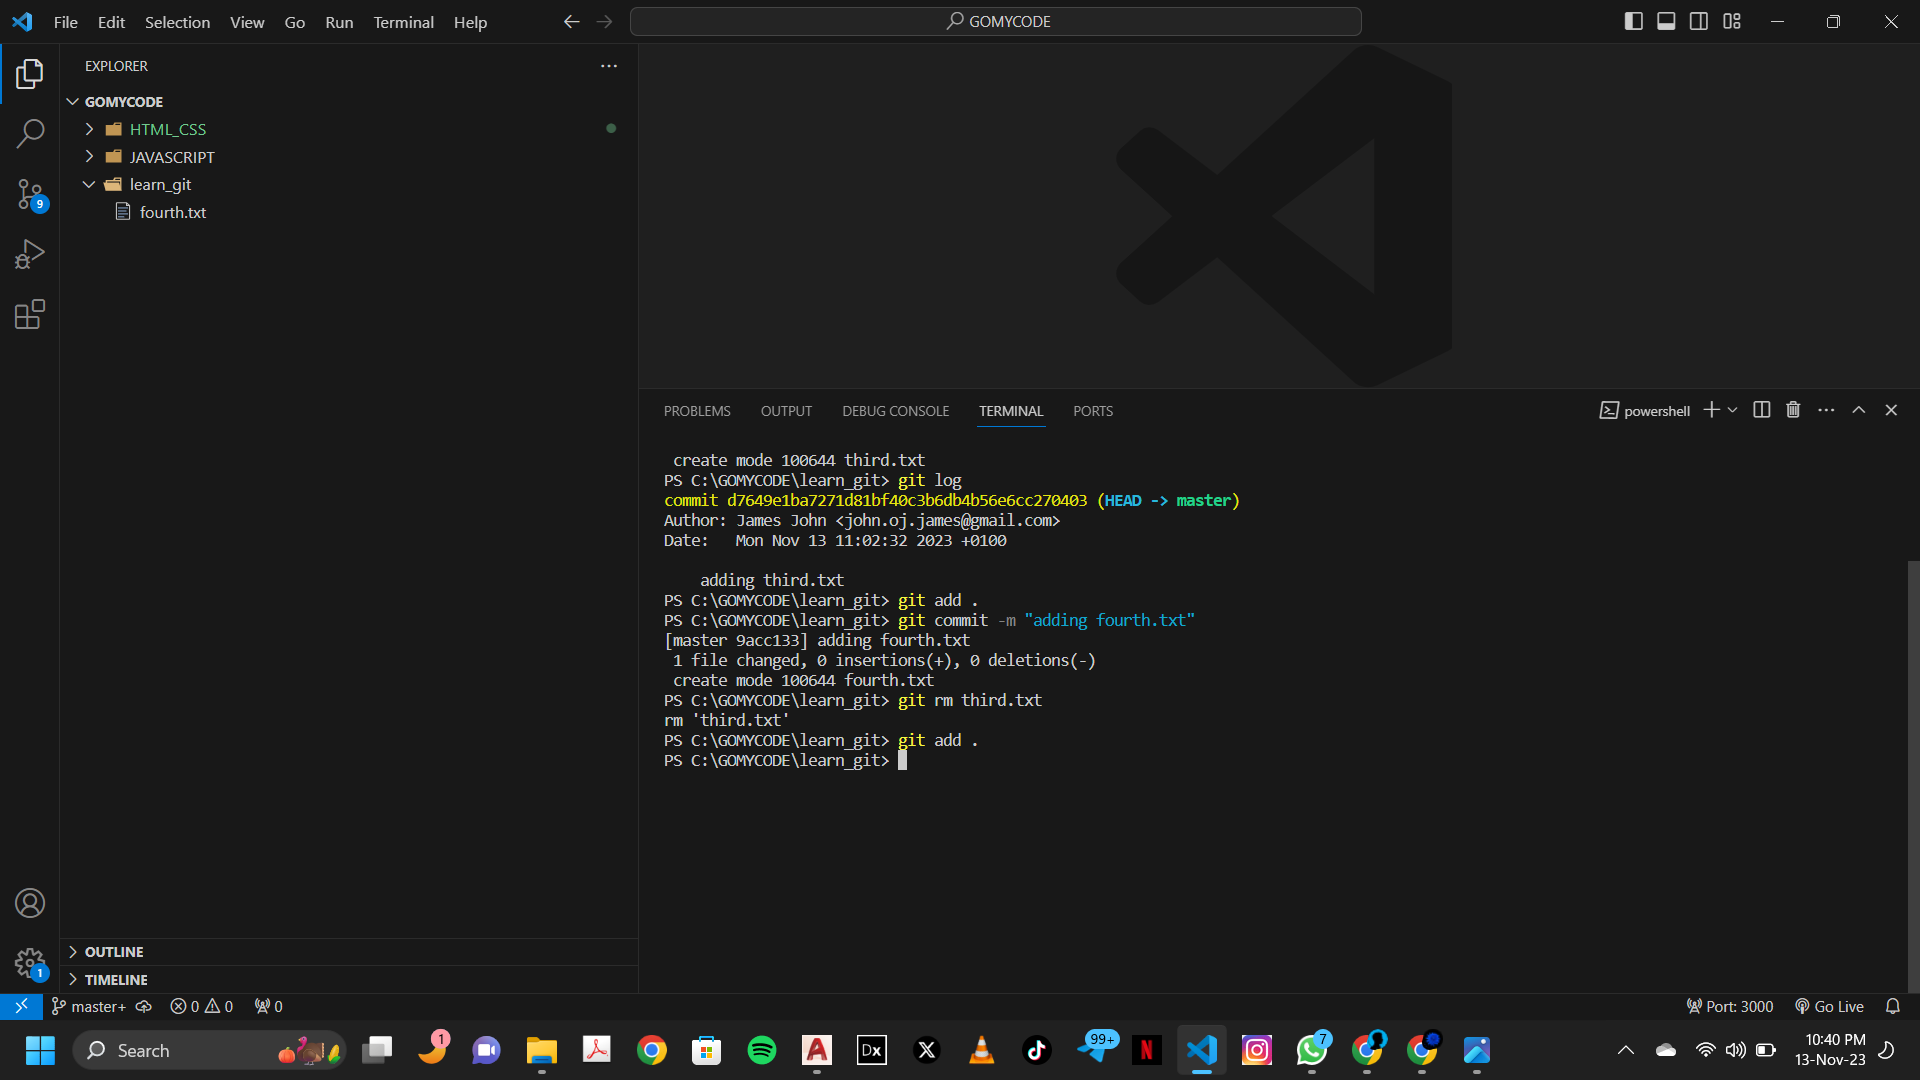 File Edit Selection View Go Run Terminal Help
GOMYCODE
EXPLORER
GOMYCODE
HTML_CSS
JAVASCRIPT
learn_git
fourth.txt
9
PROBLEMS OUTPUT DEBUG CONSOLE TERMINAL PORTS
powershell
create mode 100644 third.txt
PS C:\GOMYCODE\learn_git> git log
commit d7649e1ba7271d81bf40c3b6db4b56e6cc270403 (HEAD -> master)
Author: James John <john.oj.james@gmail.com>
Date:   Mon Nov 13 11:02:32 2023 +0100
adding third.txt
PS C:\GOMYCODE\learn_git> git add .
PS C:\GOMYCODE\learn_git> git commit -m "adding fourth.txt"
[master 9acc133] adding fourth.txt
1 file changed, 0 insertions(+), 0 deletions(-)
create mode 100644 fourth.txt
PS C:\GOMYCODE\learn_git> git rm third.txt
rm 'third.txt'
PS C:\GOMYCODE\learn_git> git add .
PS C:\GOMYCODE\learn_git>
OUTLINE
1
TIMELINE
master+ 0 0 0 Port: 3000 Go Live
Search 1 Dx 99+ N 7
10:40 PM
13-Nov-23